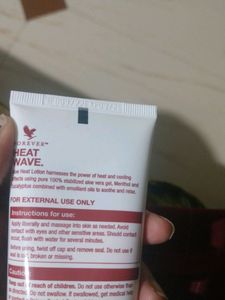 FOREVER™
HEAT
WAVE.
Heat Lotion harnesses the power of heat and cooling
effects using pure 100% stabilized aloe vera gel, Menthol and
Eucalyptus combined with emollient oils to soothe and relax.
FOR EXTERNAL USE ONLY
Instructions for use:
Apply liberally and massage into skin as needed. Avoid
contact with eyes and other sensitive areas. Should contact
occur, flush with water for several minutes.
Before using, twist off cap and remove seal. Do not use if
seal is cut, broken or missing.
Caution
Keep out of reach of children. Do not use otherwise than
directed. Do not swallow. If swallowed, get medical help